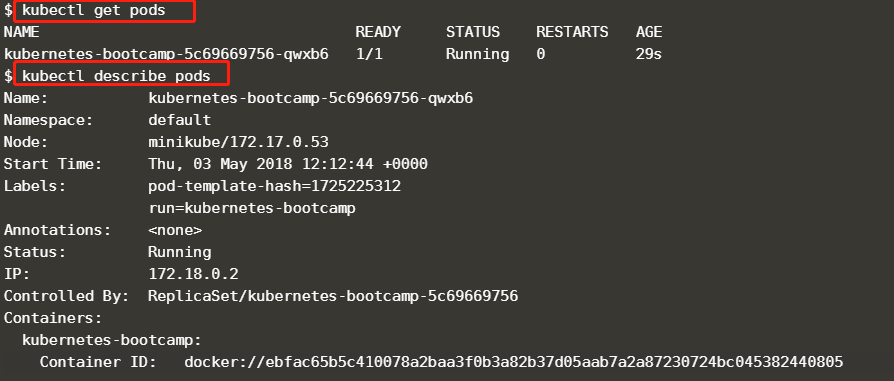 $ kubectl get pods
NAME READY STATUS RESTARTS AGE
kubernetes-bootcamp-5c69669756-qwxb6 1/1 Running 0 29s
$ kubectl describe pods
Name: kubernetes-bootcamp-5c69669756-qwxb6
Namespace: default
Node: minikube/172.17.0.53
Start Time: Thu, 03 May 2018 12:12:44 +0000
Labels: pod-template-hash=1725225312
run=kubernetes-bootcamp
Annotations: <none>
Status: Running
IP: 172.18.0.2
Controlled By: ReplicaSet/kubernetes-bootcamp-5c69669756
Containers:
kubernetes-bootcamp:
Container ID: docker://ebfac65b5c410078a2baa3f0b3a82b37d05aab7a2a87230724bc045382440805